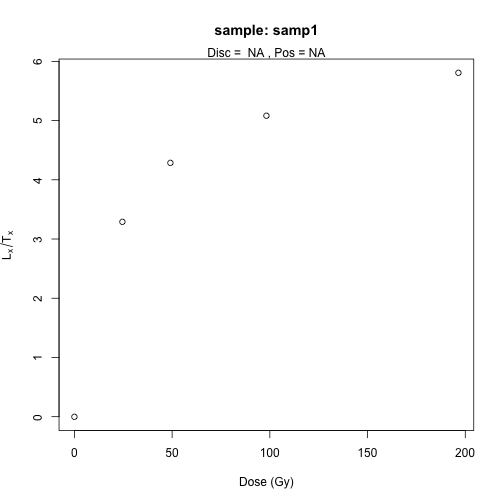 sample: samp1
Disc =  NA , Pos = NA
6
5
4
3
2
1
0
Lx/Tx
0 50 100 150 200
Dose (Gy)